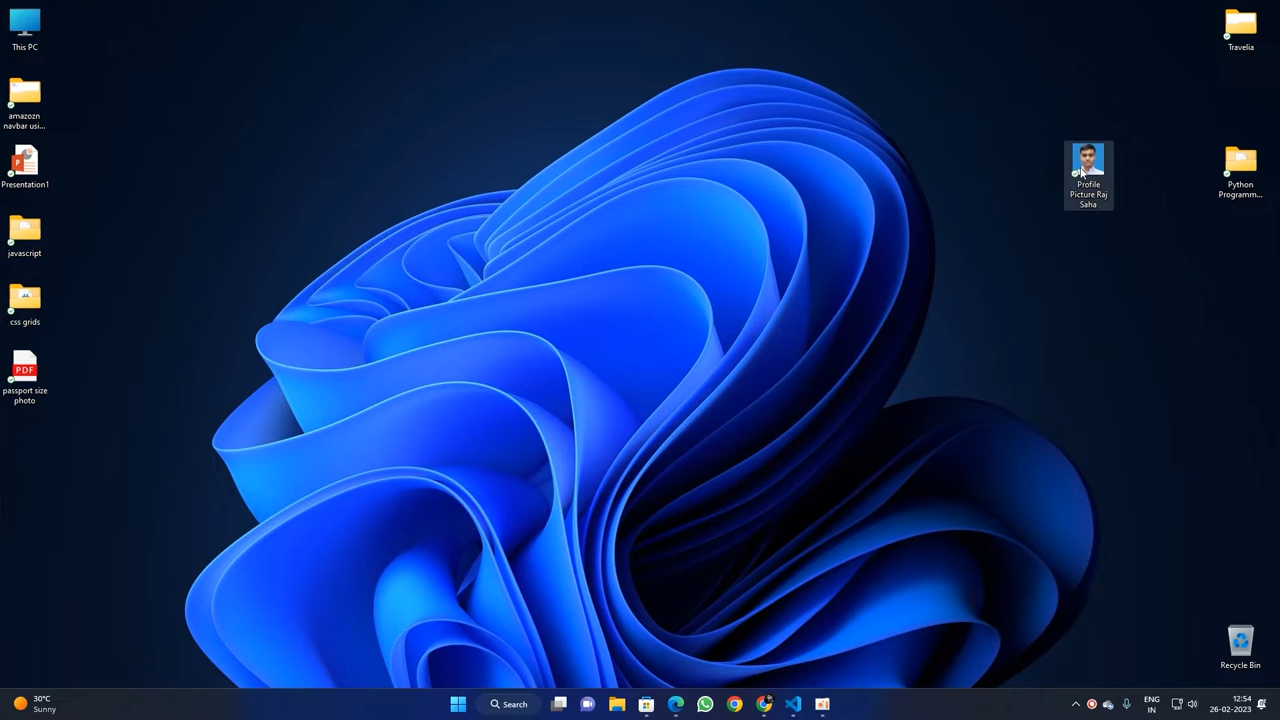 This PC
amazozn
navbar usi...
Presentation1
javascript
css grids
PDF
passport size
photo
Profile
Picture Raj
Saha
Travelia
Python
Programm...
Recycle Bin
30°C
Sunny
Search
ENG
IN
12:54
26-02-2023